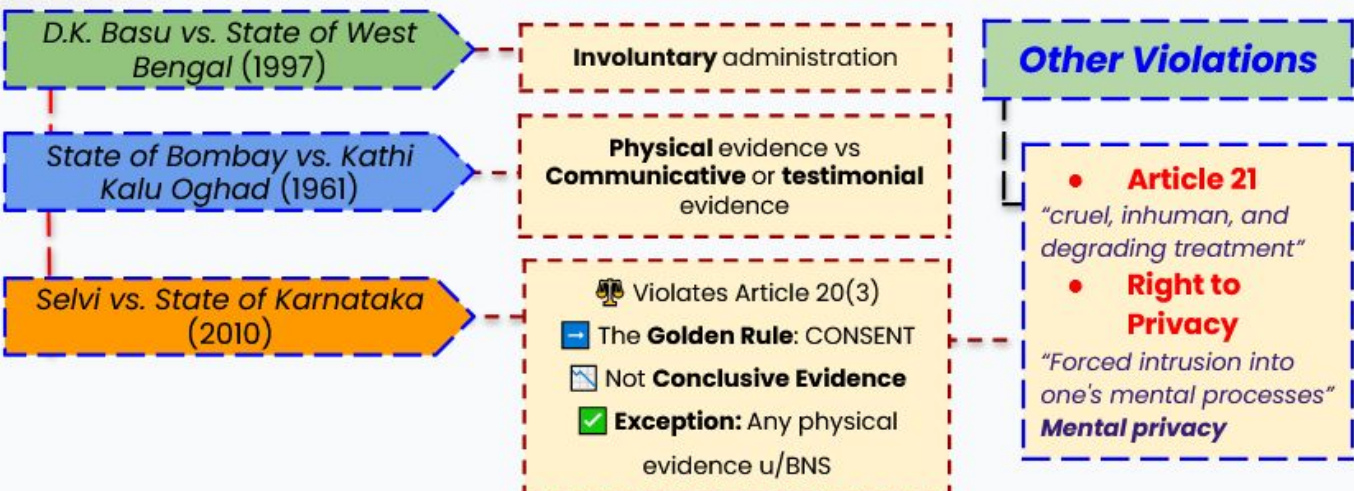 D.K. Basu vs. State of West
Bengal (1997)
Involuntary administration
State of Bombay vs. Kathi
Kalu Oghad (1961)
Physical evidence vs
Communicative or testimonial
evidence
Selvi vs. State of Karnataka
(2010)
Violates Article 20(3)
The Golden Rule: CONSENT
Not Conclusive Evidence
Exception: Any physical
evidence u/BNS
Other Violations
• Article 21
“cruel, inhuman, and
degrading treatment”
• Right to
Privacy
“Forced intrusion into
one's mental processes”
Mental privacy